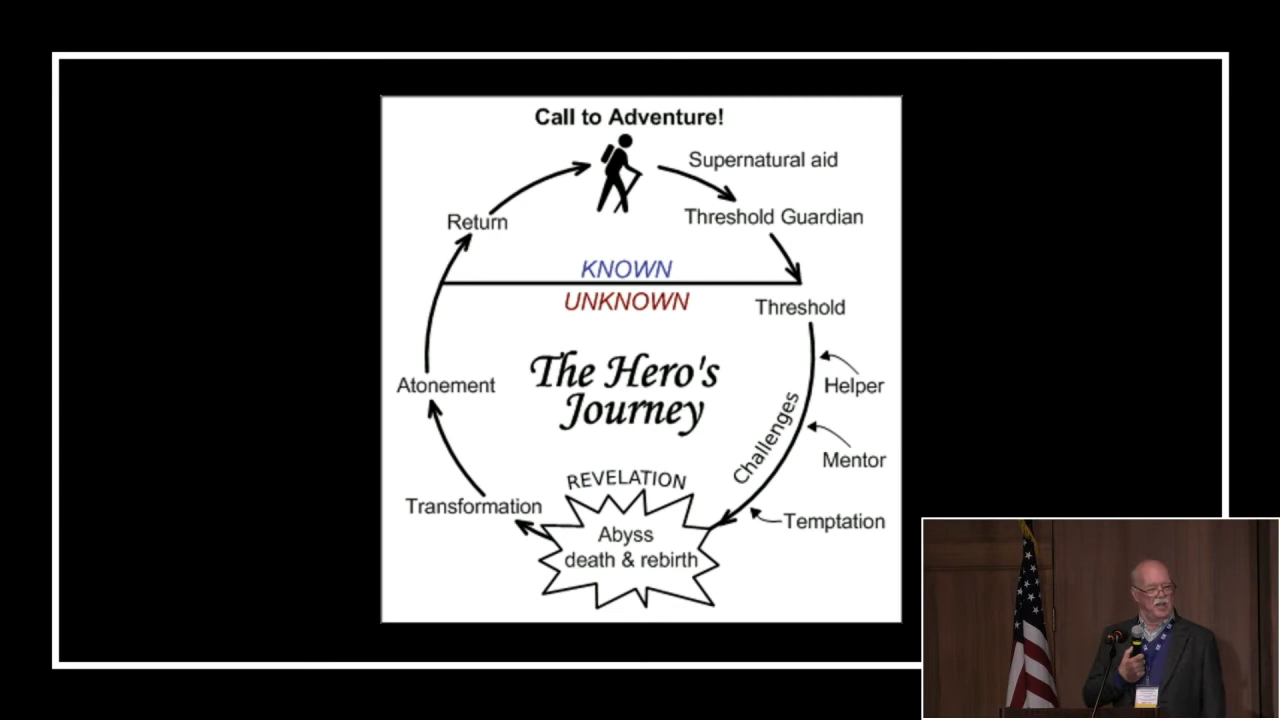 Call to Adventure!
Supernatural aid
Threshold Guardian
Return
KNOWN
UNKNOWN
Threshold
The Hero's
Journey
Helper
Atonement
Challenges
Mentor
REVELATION
Transformation
Temptation
Abyss
death & rebirth